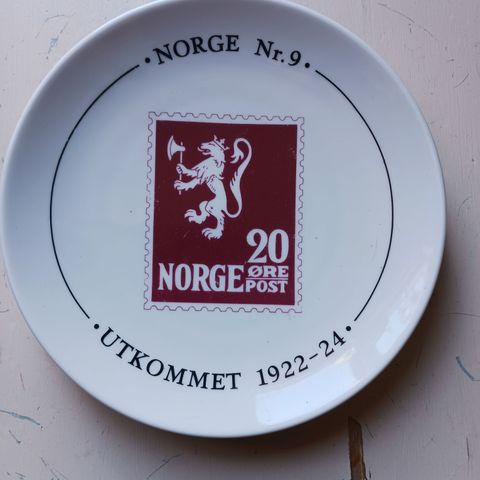 ·NORGE Nr.9·
20
NORGE ØRE
POST
·UTKOMMET 1922-24·